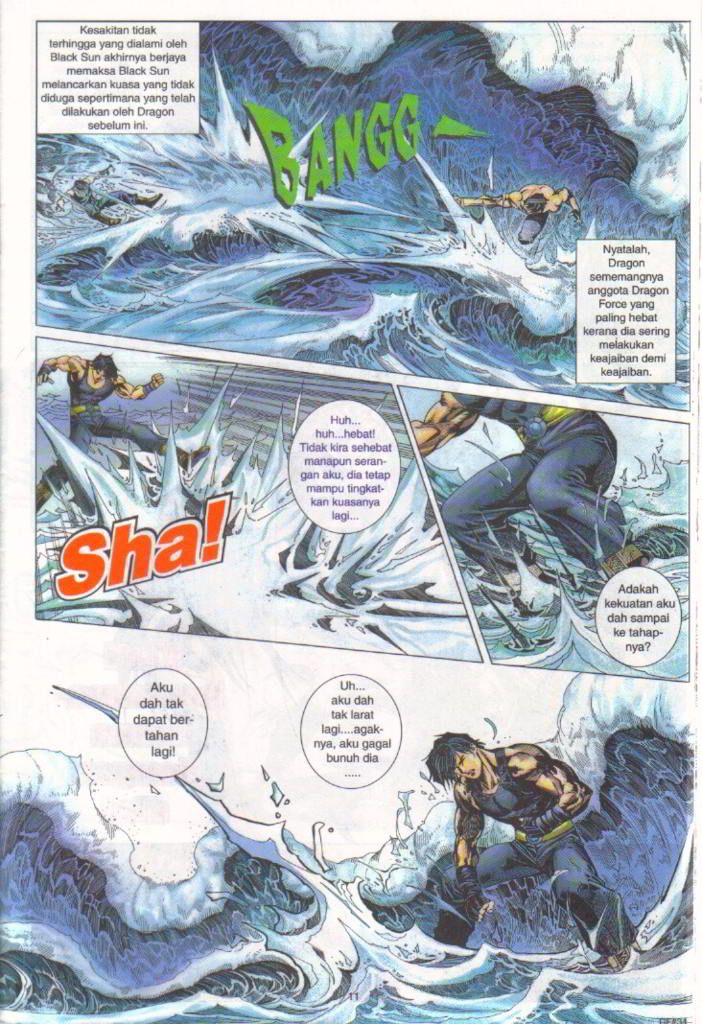 Kesakitan tidak
terhingga yang dialami oleh
Black Sun akhirnya berjaya
memaksa Black Sun
melancarkan kuasa yang tidak
diduga sepertimana yang telah
dilakukan oleh Dragon
sebelum ini.
BANGG
Nyatalah,
Dragon
sememangnya
anggota Dragon
Force yang
paling hebat
kerana dia sering
melakukan
keajaiban demi
keajaiban.
Huh...
huh...hebat!
Tidak kira sehebat
manapun seran-
gan aku, dia tetap
mampu tingkat-
kan kuasanya
lagi...
Sha!
Adakah
kekuatan aku
dah sampai
ke tahap-
nya?
Aku
dah tak
dapat ber-
tahan
lagi!
Uh...
aku dah
tak larat
lagi....agak-
nya, aku gagal
bunuh dia
.....
11